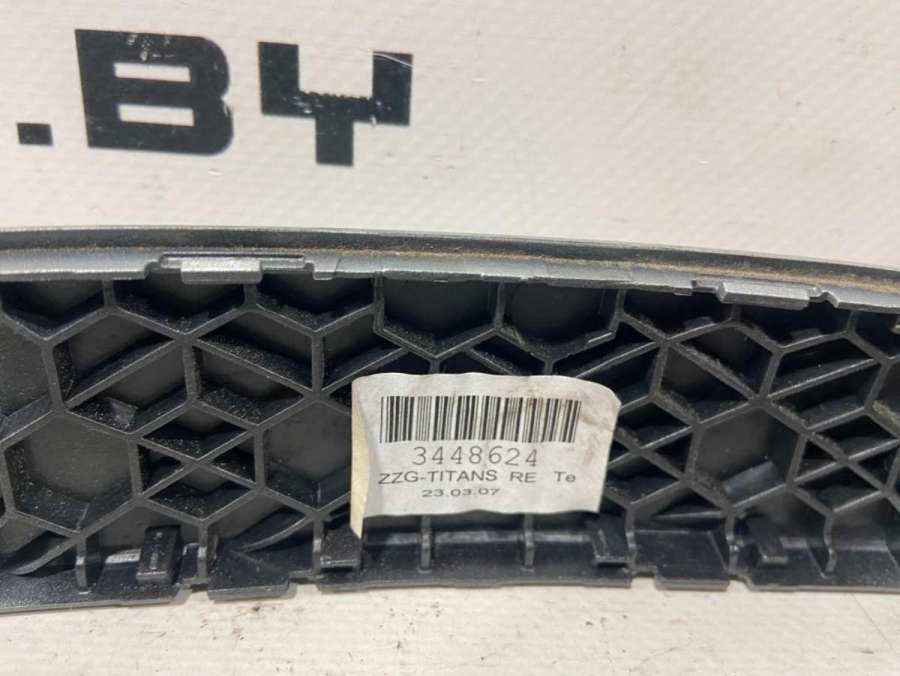 .BY
3448624
ZZG-TITANS RE Te
23.03.07